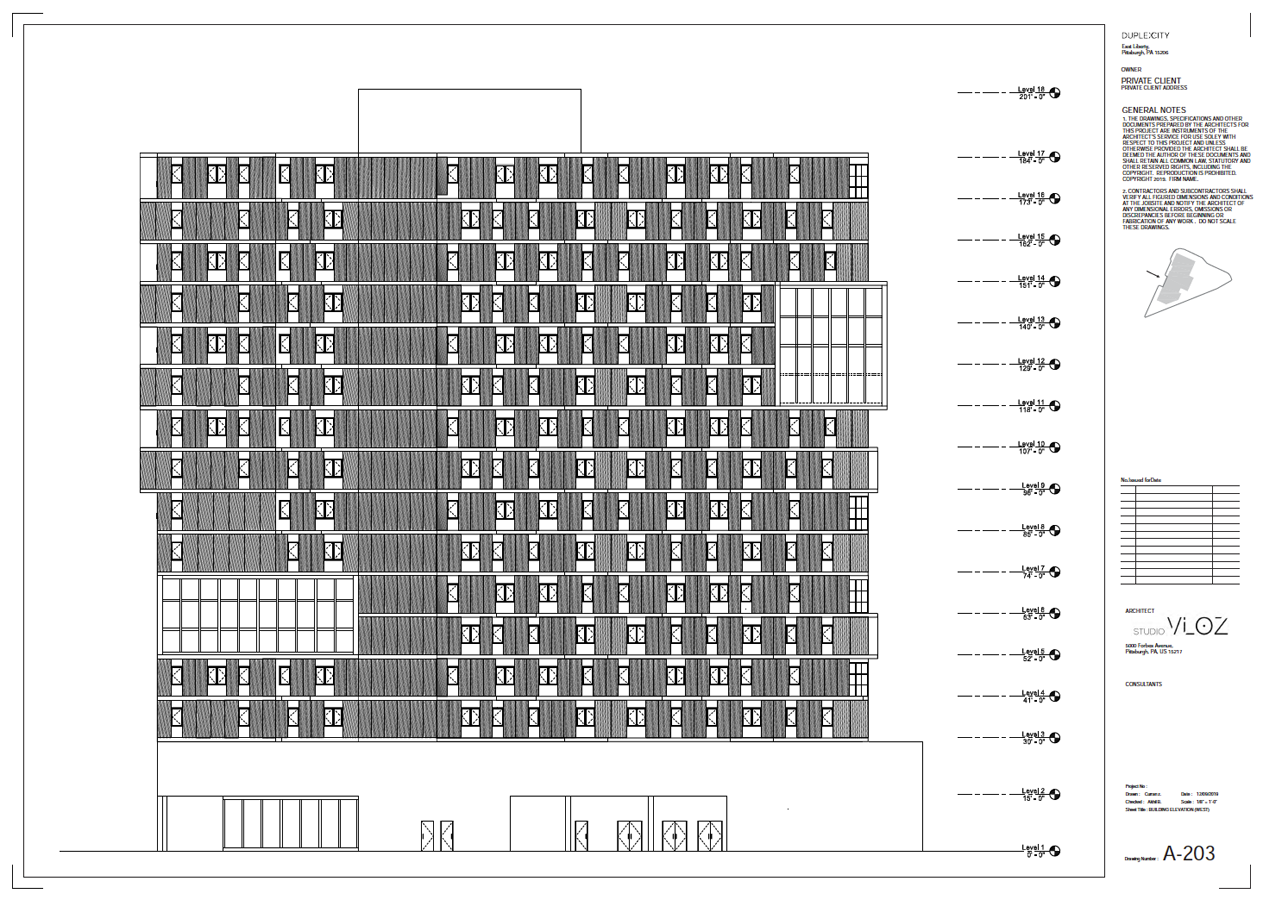 DUPLEXCITY
East Liberty,
Pittsburgh, PA 15206
OWNER
PRIVATE CLIENT
PRIVATE CLIENT ADDRESS
GENERAL NOTES
1. THE DRAWINGS, SPECIFICATIONS AND OTHER
DOCUMENTS PREPARED BY THE ARCHITECTS FOR
THIS PROJECT ARE INSTRUMENTS OF THE
ARCHITECT'S SERVICE FOR USE SOLEY WITH
RESPECT TO THIS PROJECT AND UNLESS
OTHERWISE PROVIDED THE ARCHITECT SHALL BE
DEEMED THE AUTHOR OF THESE DOCUMENTS AND
SHALL RETAIN ALL COMMON LAW, STATUTORY AND
OTHER RESERVED RIGHTS, INCLUDING THE
COPYRIGHT. REPRODUCTION IS PROHIBITED.
COPYRIGHT 2019. FIRM NAME.
2. CONTRACTORS AND SUBCONTRACTORS SHALL
VERIFY ALL FIGURED DIMENSIONS AND CONDITIONS
AT THE JOBSITE AND NOTIFY THE ARCHITECT OF
ANY DIMENSIONAL ERRORS, OMISSIONS OR
DISCREPANCIES BEFORE BEGINNING OR
FABRICATION OF ANY WORK . DO NOT SCALE
THESE DRAWINGS.
Level 18
201' - 0"
Level 17
184' - 0"
Level 16
173' - 0"
Level 15
162' - 0"
Level 14
151' - 0"
Level 13
140' - 0"
Level 12
129' - 0"
Level 11
118' - 0"
Level 10
107' - 0"
Level 9
96' - 0"
Level 8
85' - 0"
Level 7
74' - 0"
Level 6
63' - 0"
Level 5
52' - 0"
Level 4
41' - 0"
Level 3
30' - 0"
Level 2
15' - 0"
Level 1
0' - 0"
No. Issued for Date
ARCHITECT
STUDIO ViLOZ
5000 Forbes Avenue,
Pittsburgh, PA, US 15217
CONSULTANTS
Project No :
Drawn : Date : 12/09/2019
Checked : Scale : 1/8" = 1'-0"
Sheet Title : BUILDING ELEVATION (WEST)
Drawing Number : A-203